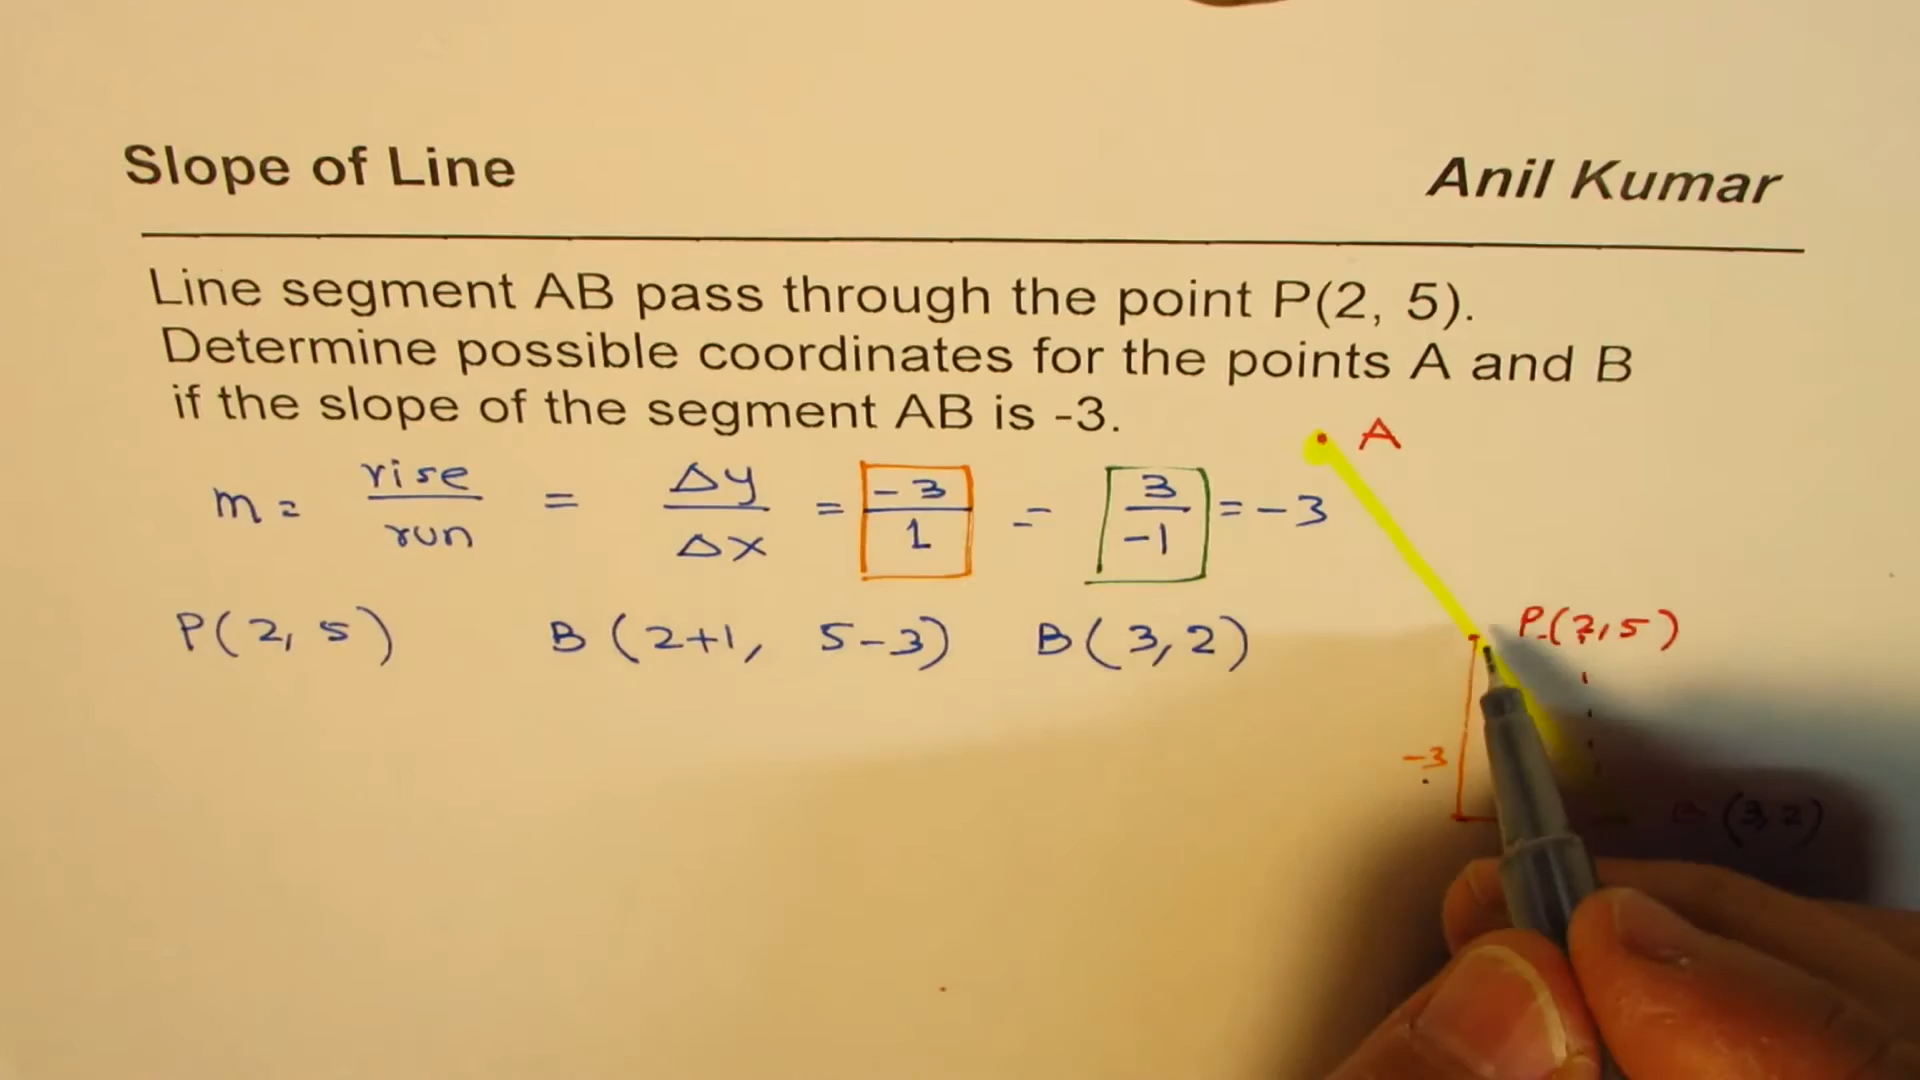 Slope of Line
Anil Kumar
Line segment AB pass through the point P(2, 5).
Determine possible coordinates for the points A and B
if the slope of the segment AB is -3.
A
m = rise/run = Δy/Δx = -3/1 = 3/-1 = -3
P(2, 5) B(2+1, 5-3) B(3, 2)
P(2, 5)
-3
B (3, 2)